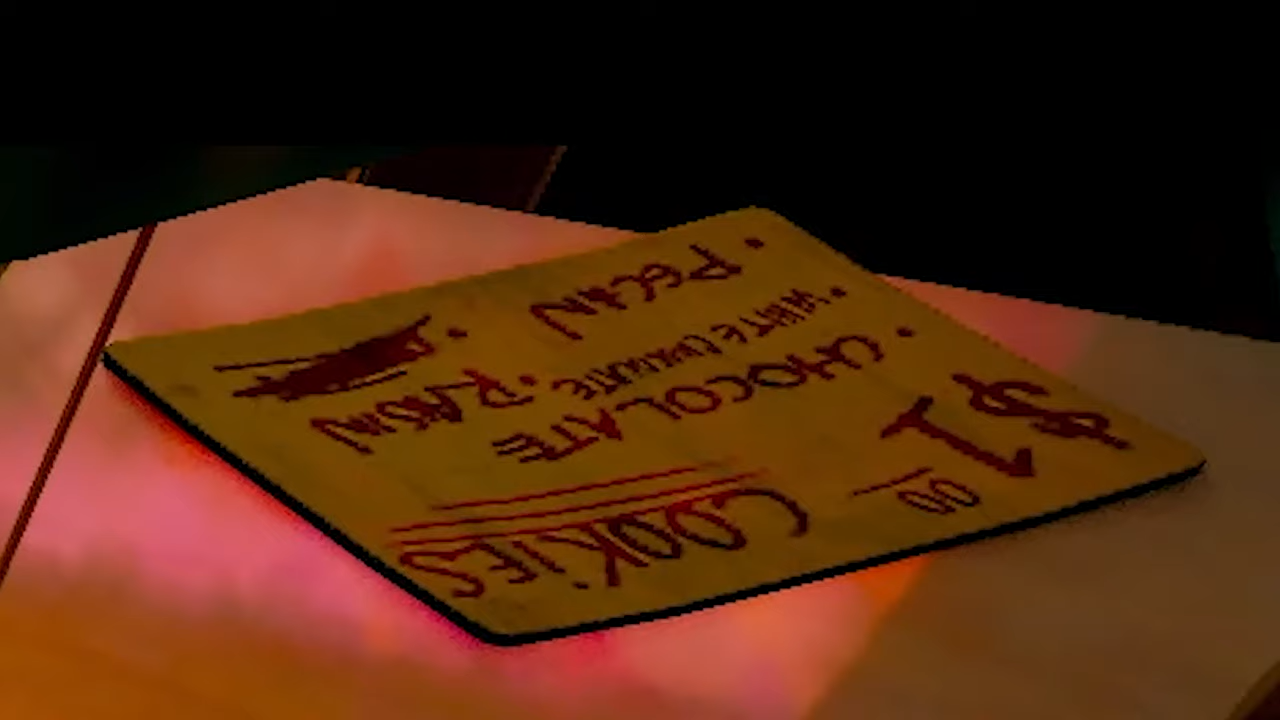 $1 00 COOKIES
• CHOCOLATE
• WHITE CHOCOLATE • RAISIN
• PECAN